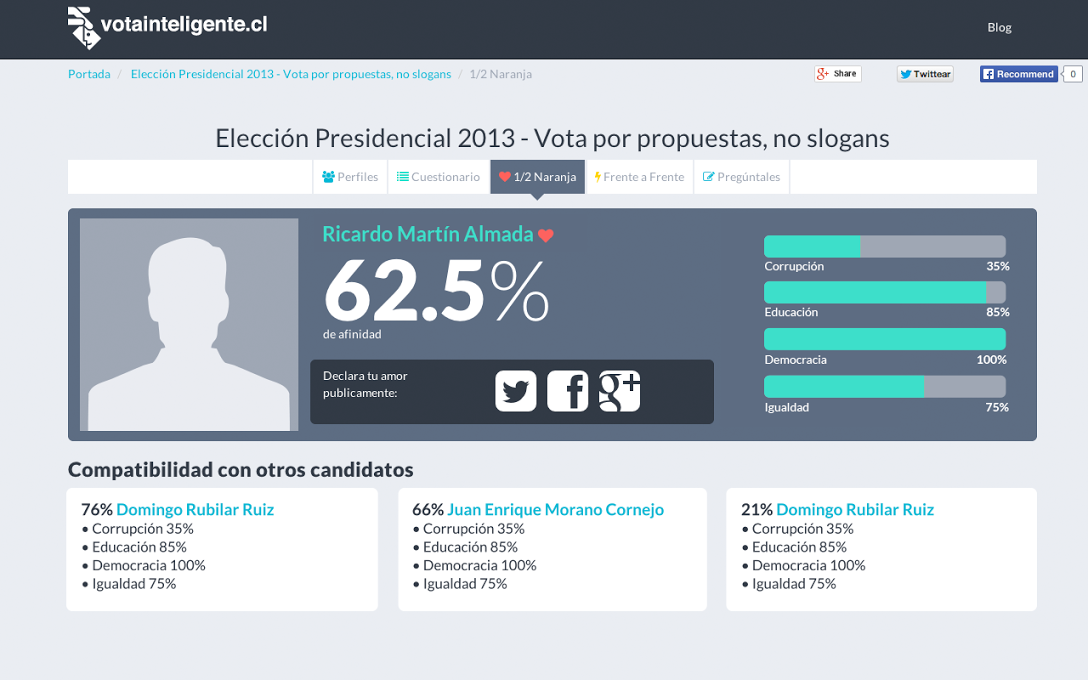 votainteligente.cl
Blog
Portada / Elección Presidencial 2013 - Vota por propuestas, no slogans / 1/2 Naranja
Share
Twittear
Recommend
0
Elección Presidencial 2013 - Vota por propuestas, no slogans
Perfiles
Cuestionario
1/2 Naranja
Frente a Frente
Pregúntales
Ricardo Martín Almada
62.5%
de afinidad
Declara tu amor
publicamente:
Corrupción 35%
Educación 85%
Democracia 100%
Igualdad 75%
Compatibilidad con otros candidatos
76% Domingo Rubilar Ruiz
• Corrupción 35%
• Educación 85%
• Democracia 100%
• Igualdad 75%
66% Juan Enrique Morano Cornejo
• Corrupción 35%
• Educación 85%
• Democracia 100%
• Igualdad 75%
21% Domingo Rubilar Ruiz
• Corrupción 35%
• Educación 85%
• Democracia 100%
• Igualdad 75%